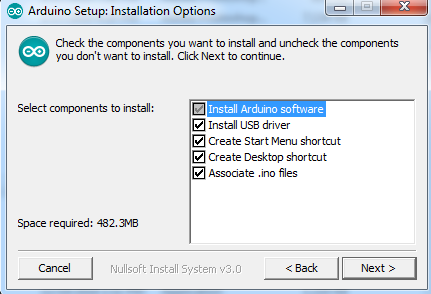 Arduino Setup: Installation Options
Check the components you want to install and uncheck the components
you don't want to install. Click Next to continue.
Select components to install:
Install Arduino software
Install USB driver
Create Start Menu shortcut
Create Desktop shortcut
Associate .ino files
Space required: 482.3MB
Cancel
Nullsoft Install System v3.0
< Back
Next >